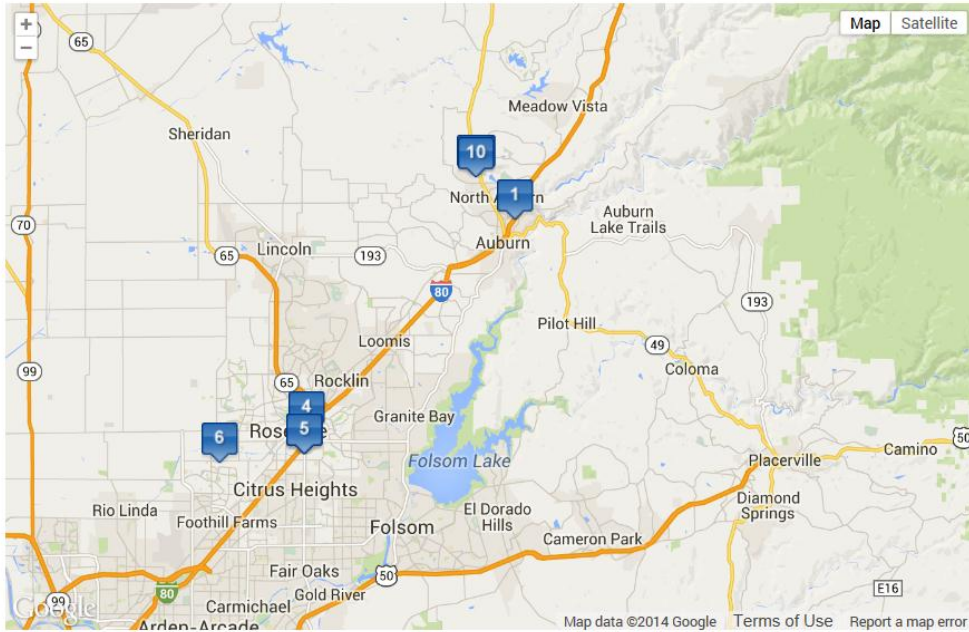 +
−
Map Satellite
65
Meadow Vista
Sheridan
10
1
Auburn
Lake Trails
70
Lincoln
65
193
Auburn
80
193
Pilot Hill
49
Loomis
Coloma
99
65
Rocklin
4
Granite Bay
5
6
50
Folsom Lake
Camino
Placerville
Citrus Heights
Rio Linda
Foothill Farms
El Dorado
Hills
Diamond
Springs
Folsom
Cameron Park
Fair Oaks
50
80
Gold River
E16
99
Google
Carmichael
Arden-Arcade
Map data ©2014 Google Terms of Use Report a map error